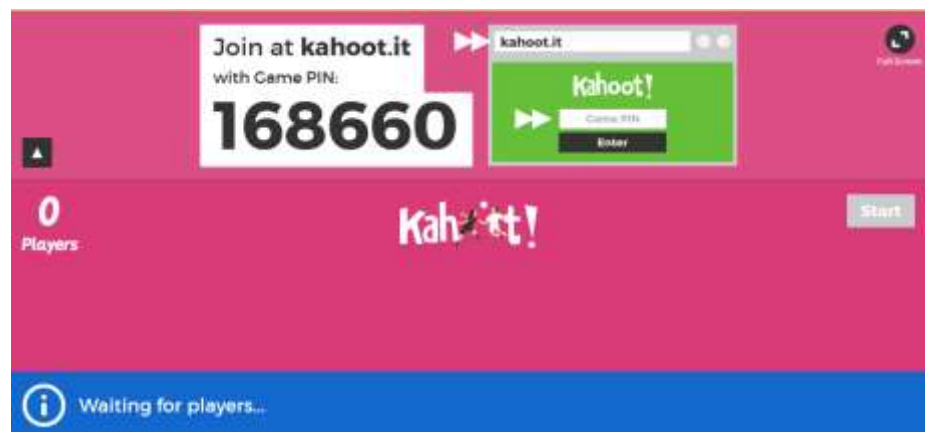 Join at kahoot.it
with Game PIN:
168660
kahoot.it
Kahoot!
Game PIN
Enter
Full Screen
0
Players
Kahoot!
Start
Waiting for players...